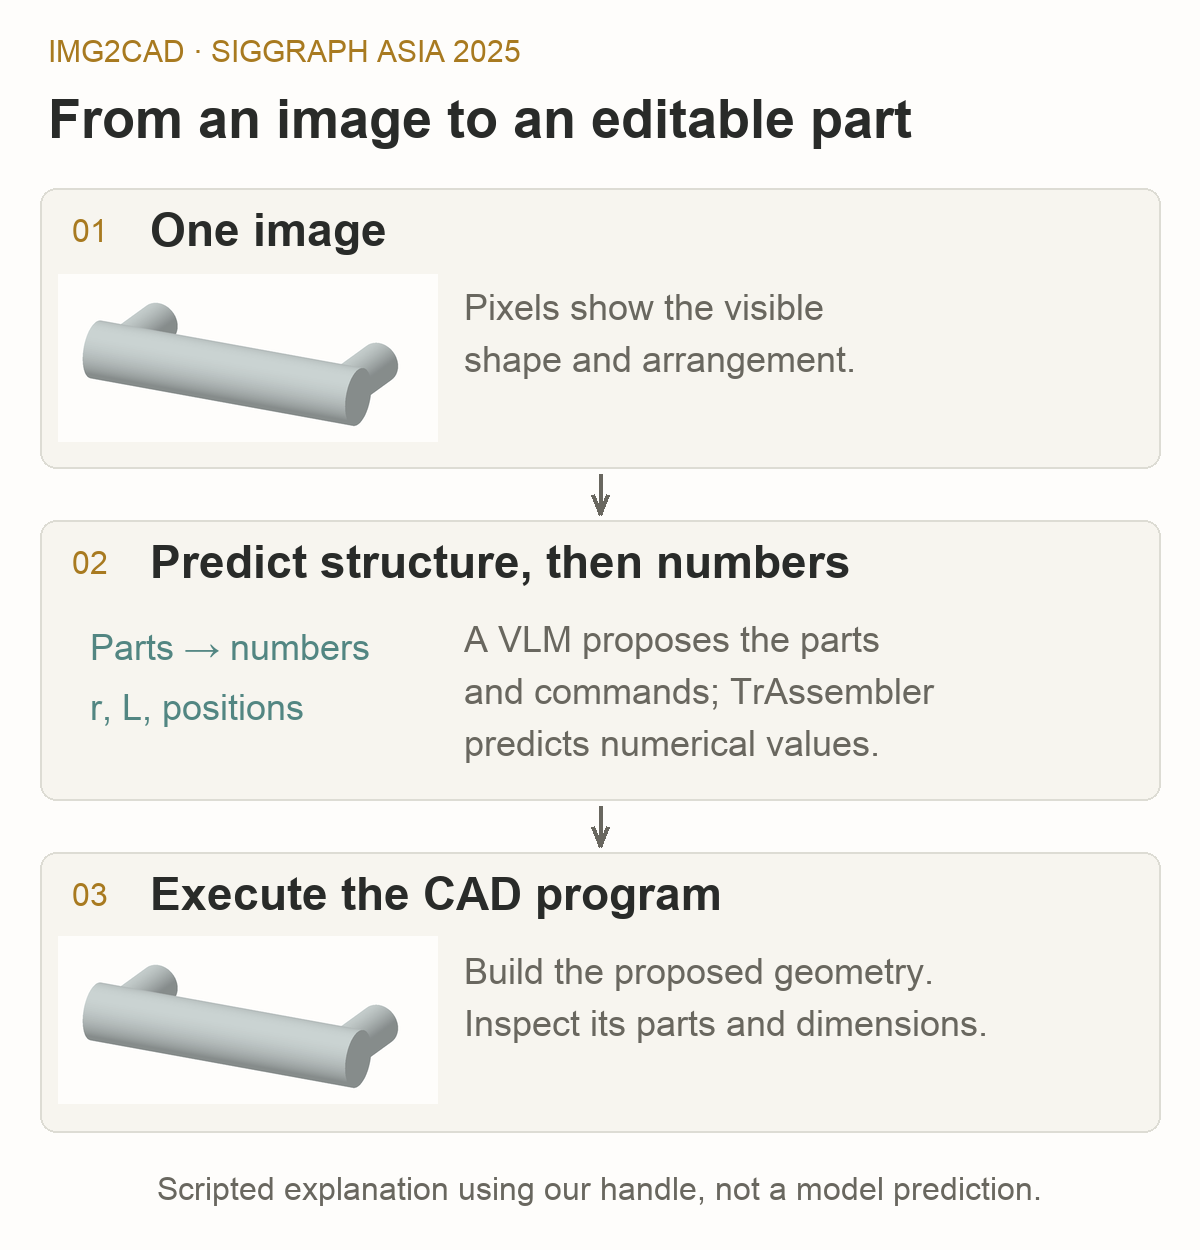 IMG2CAD · SIGGRAPH ASIA 2025
From an image to an editable part
01 One image
Pixels show the visible
shape and arrangement.
02 Predict structure, then numbers
Parts → numbers
r, L, positions
A VLM proposes the parts
and commands; TrAssembler
predicts numerical values.
03 Execute the CAD program
Build the proposed geometry.
Inspect its parts and dimensions.
Scripted explanation using our handle, not a model prediction.